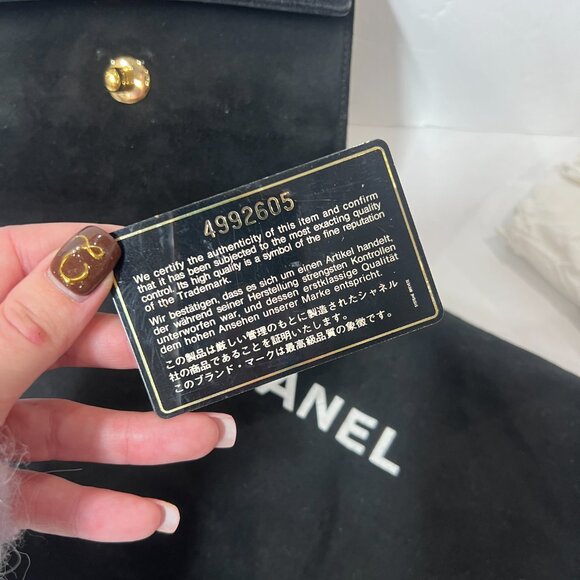 4992605
We certify the authenticity of this item and confirm
that it has been subjected to the most exacting quality
control. Its high quality is a symbol of the fine reputation
of the Trademark.
Wir bestätigen, dass es sich um einen Artikel handelt,
der während seiner Herstellung strengsten Kontrollen
unterworfen war, und dessen erstklassige Qualität
dem hohen Ansehen unserer Marke entspricht.
この製品は厳しい管理のもとに製造されたシャネル
社の商品であることを証明いたします。
このブランド・マークは最高級品質の象徴です。
ANEL